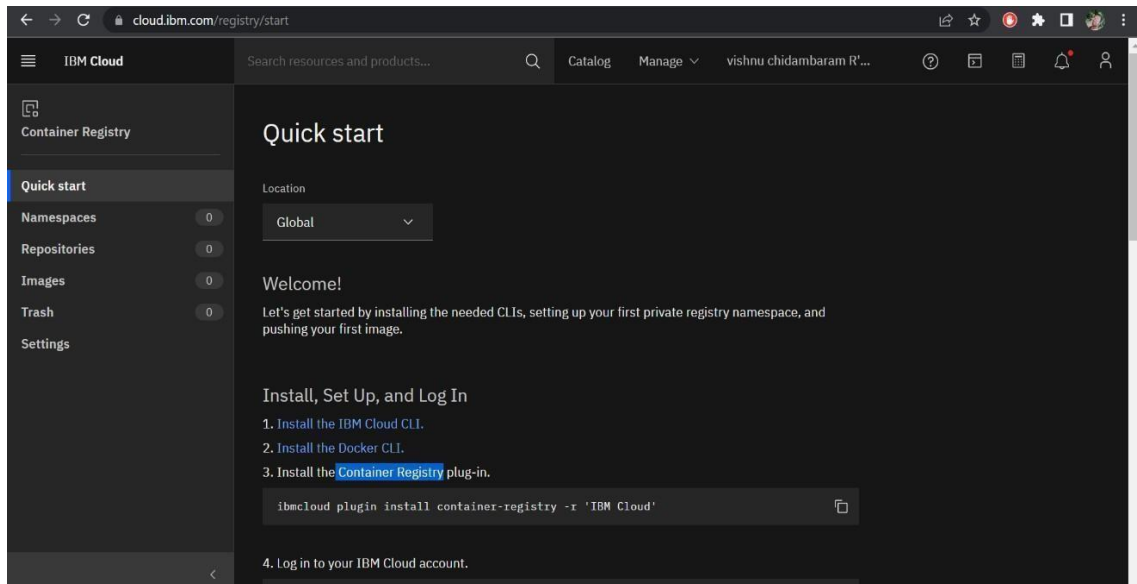 cloud.ibm.com/registry/start
IBM Cloud
Search resources and products...
Catalog
Manage
vishnu chidambaram R'...
Container Registry
Quick start
Namespaces 0
Repositories 0
Images 0
Trash 0
Settings
Quick start
Location
Global
Welcome!
Let's get started by installing the needed CLIs, setting up your first private registry namespace, and
pushing your first image.
Install, Set Up, and Log In
1. Install the IBM Cloud CLI.
2. Install the Docker CLI.
3. Install the Container Registry plug-in.
ibmcloud plugin install container-registry -r 'IBM Cloud'
4. Log in to your IBM Cloud account.